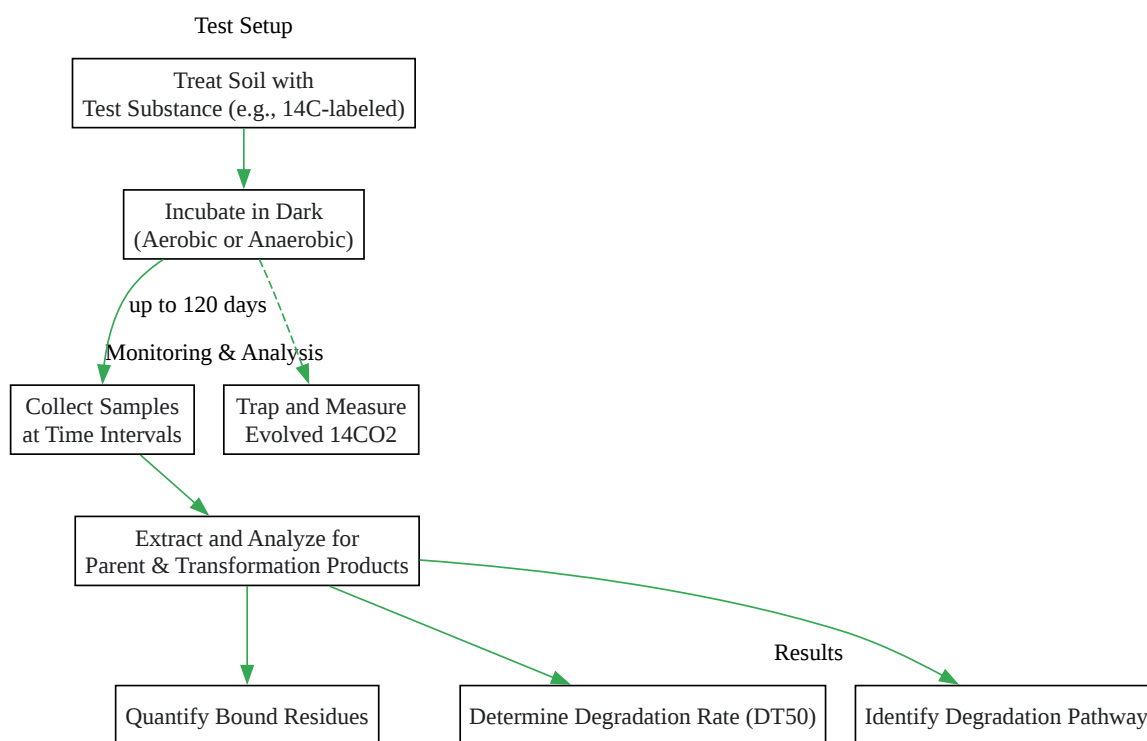 Test Setup
Treat Soil with
Test Substance (e.g., 14C-labeled)
Incubate in Dark
(Aerobic or Anaerobic)
up to 120 days
Monitoring & Analysis
Collect Samples
at Time Intervals
Trap and Measure
Evolved 14CO2
Extract and Analyze for
Parent & Transformation Products
Results
Quantify Bound Residues
Determine Degradation Rate (DT50)
Identify Degradation Pathway